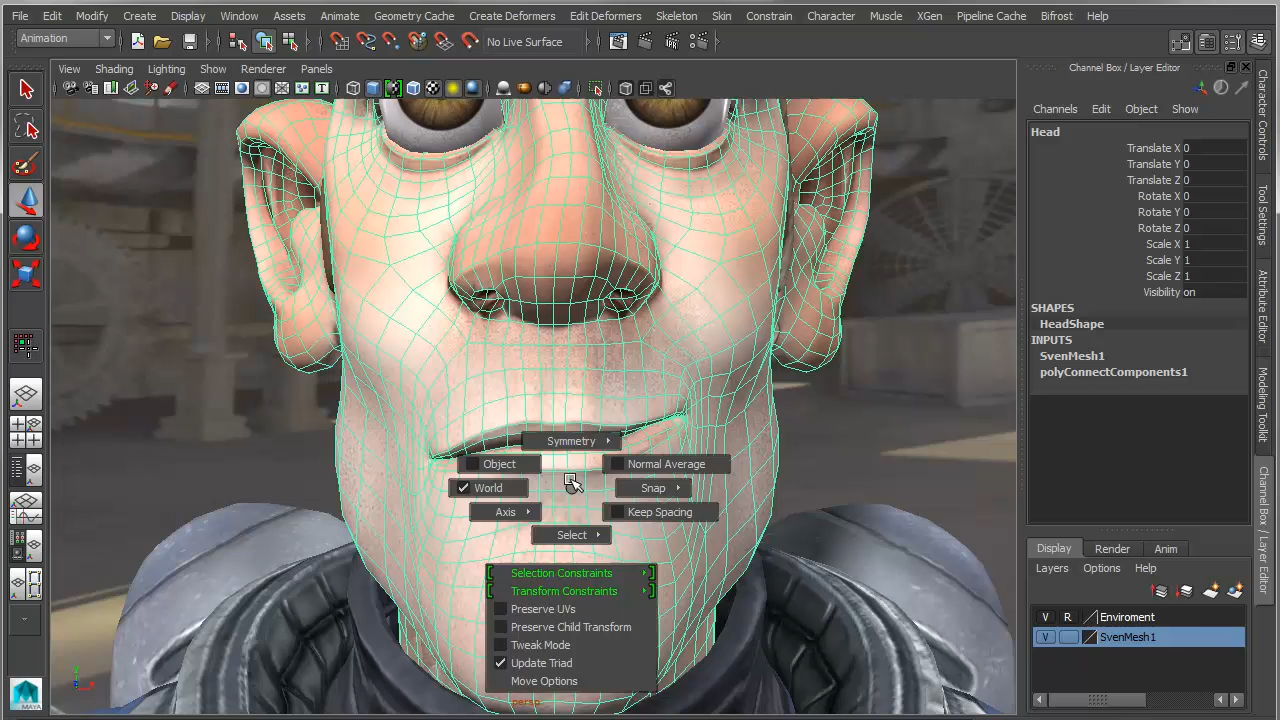 File Edit Modify Create Display Window Assets Animate Geometry Cache Create Deformers Edit Deformers Skeleton Skin Constrain Character Muscle XGen Pipeline Cache Bifrost Help
Animation
No Live Surface
View Shading Lighting Show Renderer Panels
Channel Box / Layer Editor
Channels Edit Object Show
Head
Translate X 0
Translate Y 0
Translate Z 0
Rotate X 0
Rotate Y 0
Rotate Z 0
Scale X 1
Scale Y 1
Scale Z 1
Visibility on
SHAPES
HeadShape
INPUTS
SvenMesh1
polyConnectComponents1
Character Controls
Tool Settings
Attribute Editor
Modeling Toolkit
Channel Box / Layer Editor
Symmetry
Object
Normal Average
World
Snap
Axis
Keep Spacing
Select
Selection Constraints
Transform Constraints
Preserve UVs
Preserve Child Transform
Tweak Mode
Update Triad
Move Options
persp
Display Render Anim
Layers Options Help
V R Enviroment
V SvenMesh1
MAYA